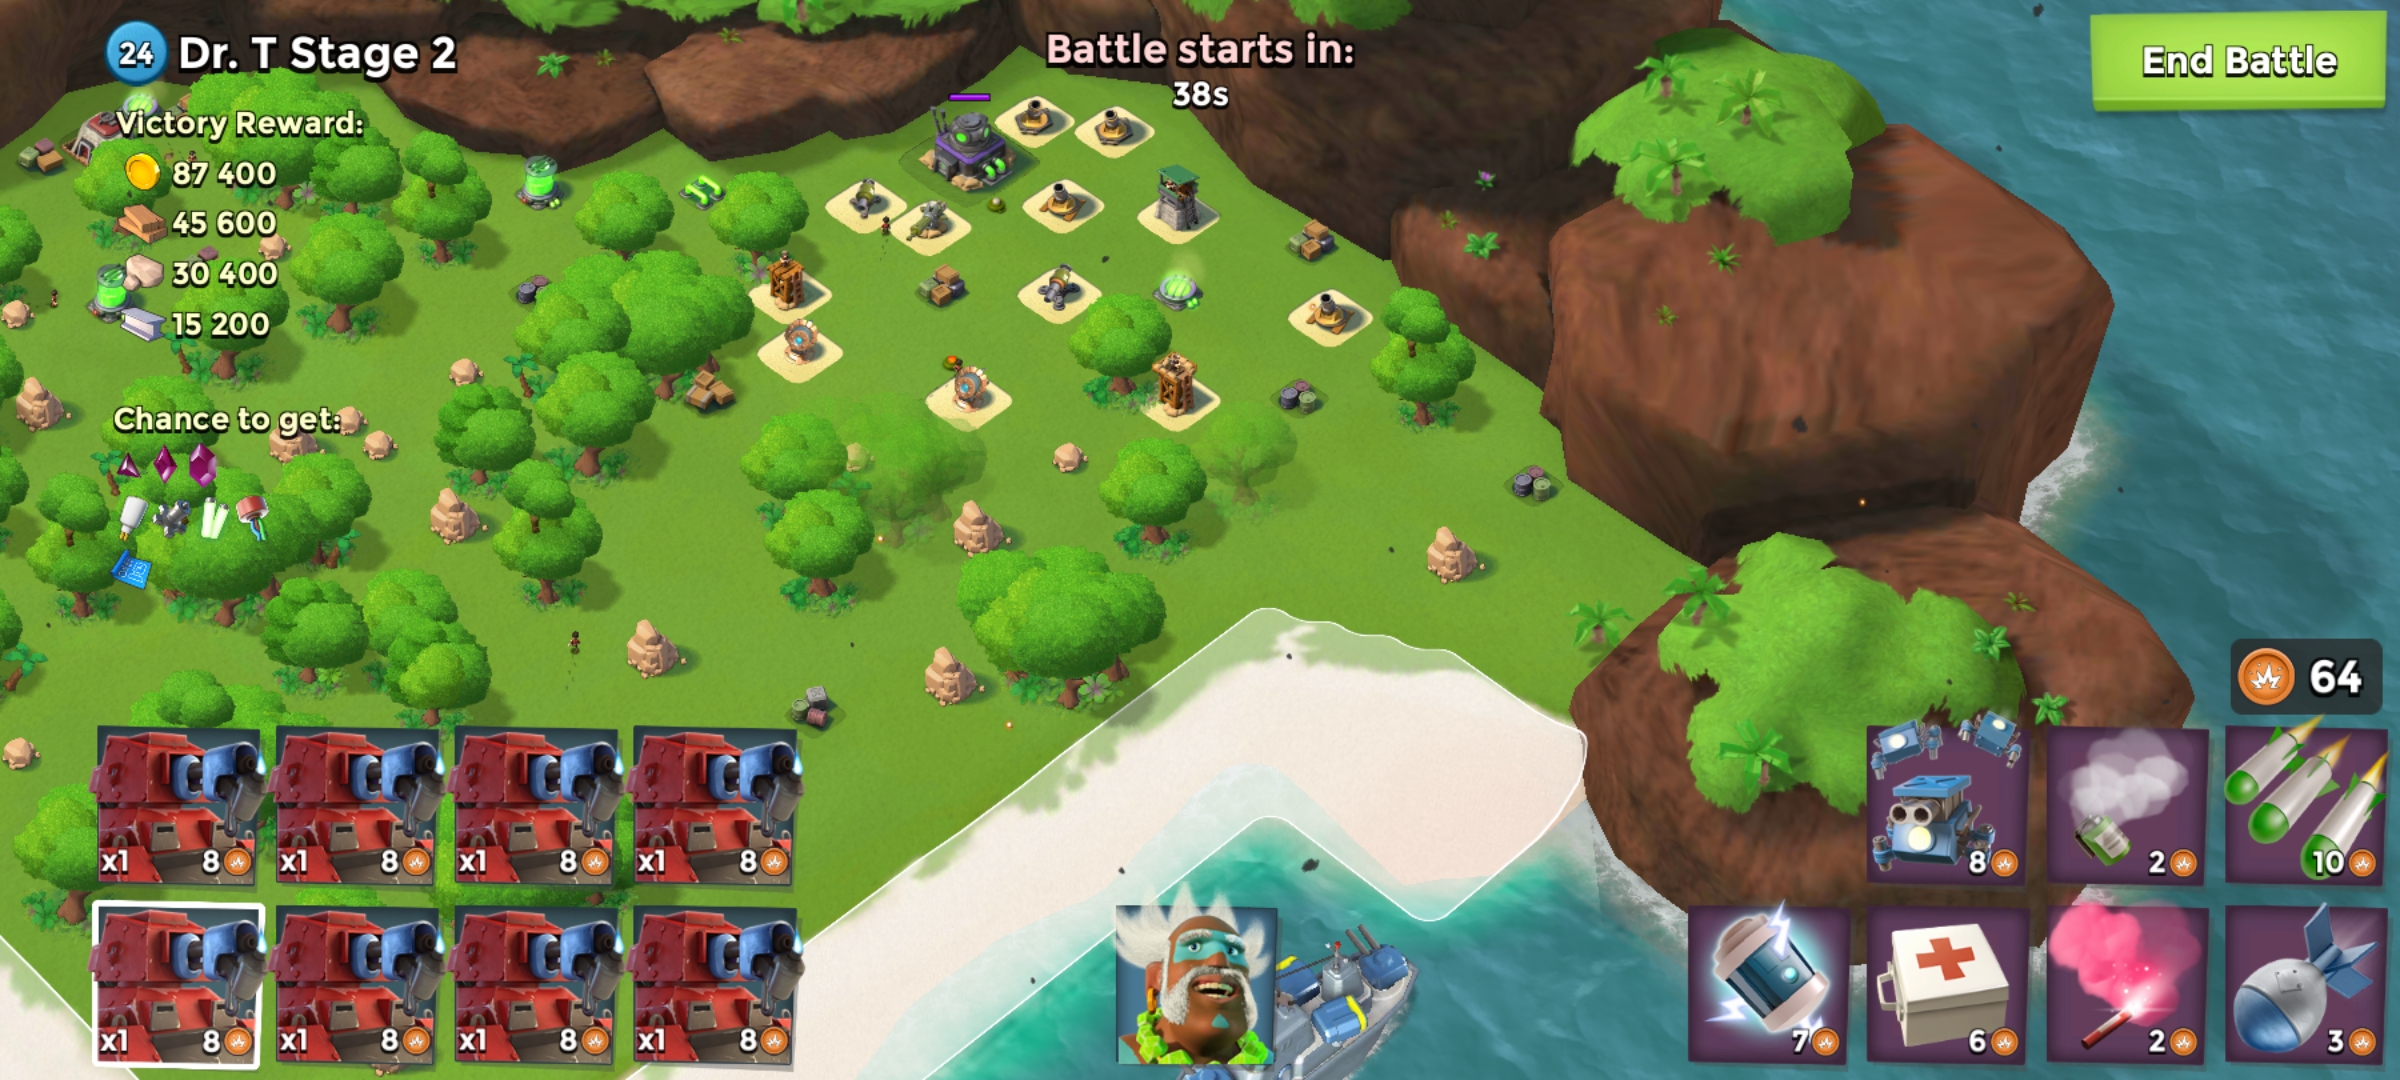 24 Dr. T Stage 2
Battle starts in:
38s
End Battle
Victory Reward:
87 400
45 600
30 400
15 200
Chance to get:
64
x1 8 x1 8 x1 8 x1 8
8 2 10
x1 8 x1 8 x1 8 x1 8
7 6 2 3